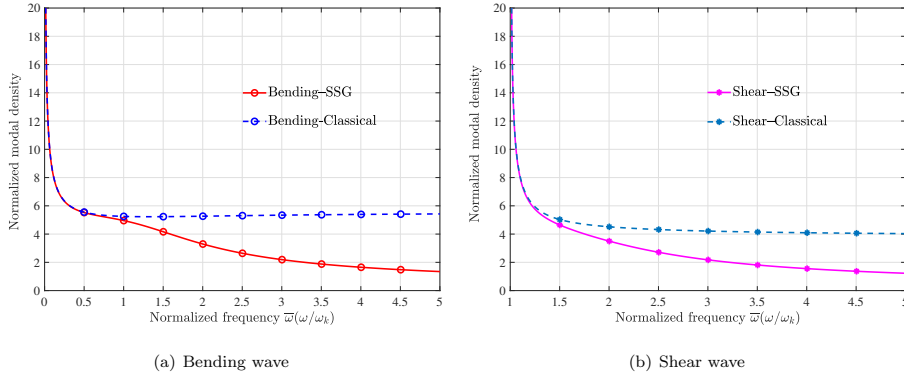 20
18
16
14
12
10
8
6
4
2
0
Normalized modal density
Bending-SSG
Bending-Classical
0 0.5 1 1.5 2 2.5 3 3.5 4 4.5 5
Normalized frequency ω̅(ω/ωₖ)
(a) Bending wave
20
18
16
14
12
10
8
6
4
2
0
Normalized modal density
Shear-SSG
Shear-Classical
1 1.5 2 2.5 3 3.5 4 4.5 5
Normalized frequency ω̅(ω/ωₖ)
(b) Shear wave